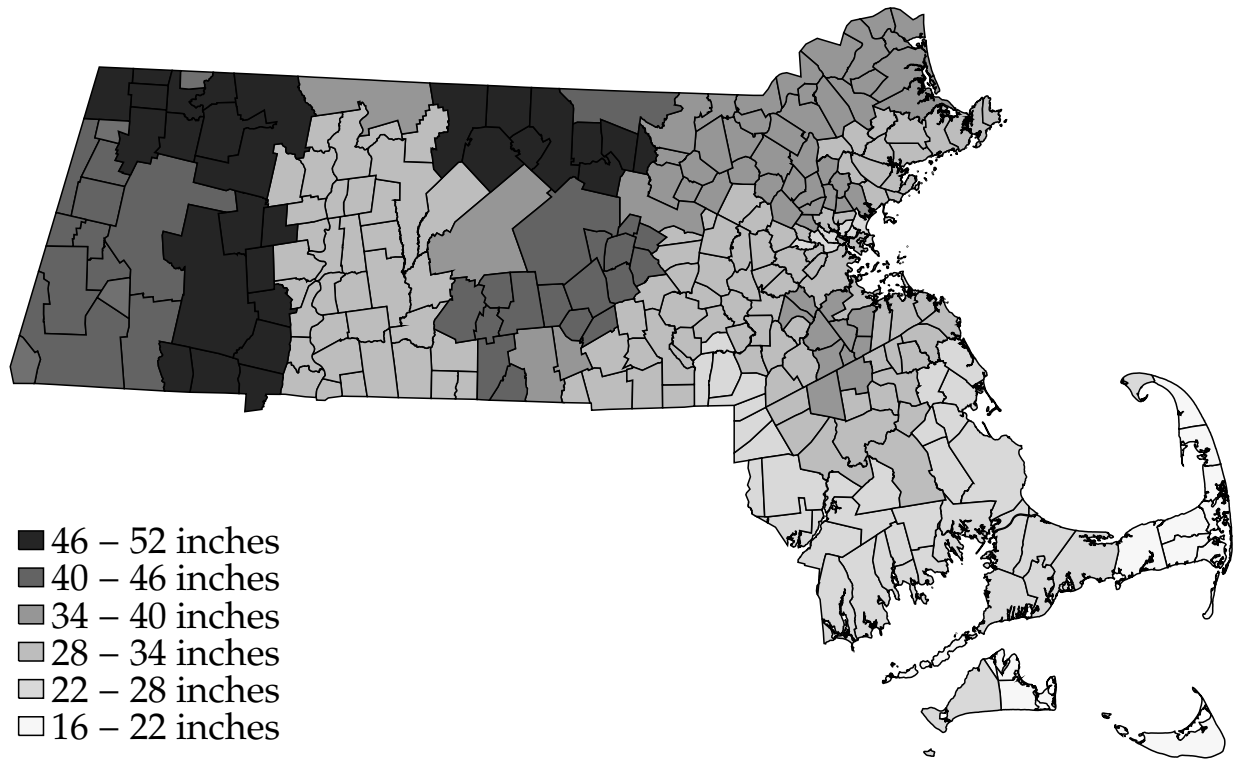 46 – 52 inches
40 – 46 inches
34 – 40 inches
28 – 34 inches
22 – 28 inches
16 – 22 inches